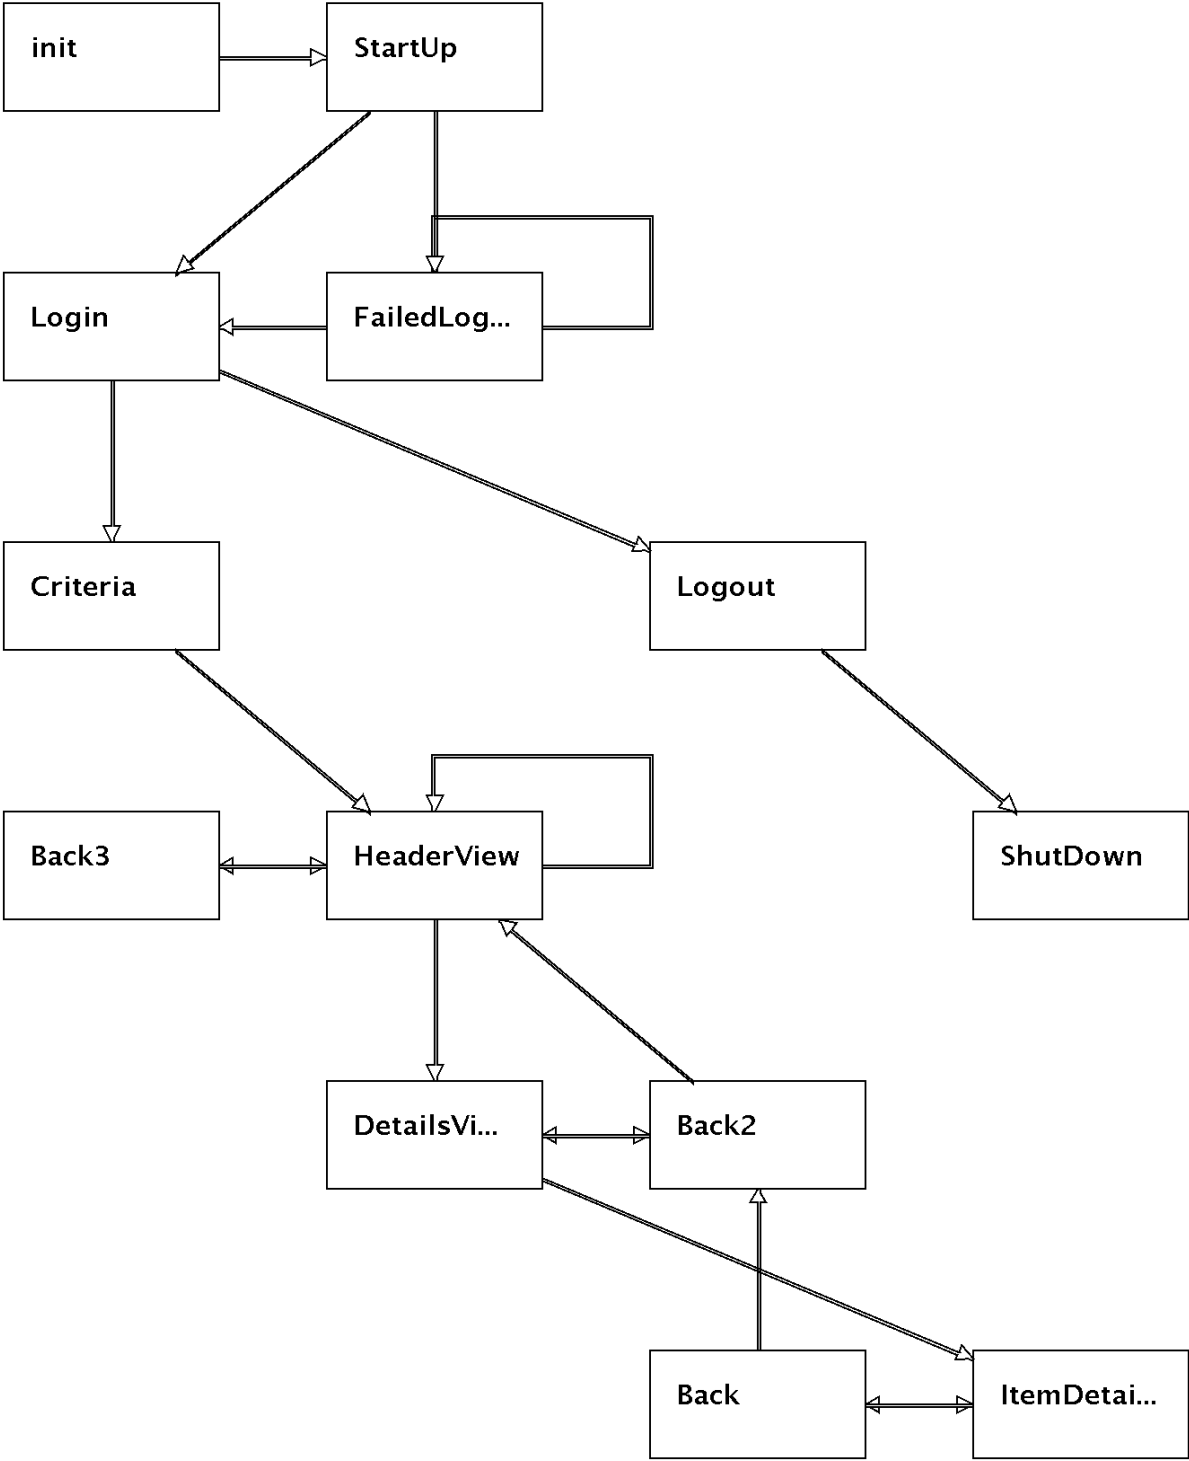 init
StartUp
Login
FailedLog...
Criteria
Logout
Back3
HeaderView
ShutDown
DetailsVi...
Back2
Back
ItemDetai...